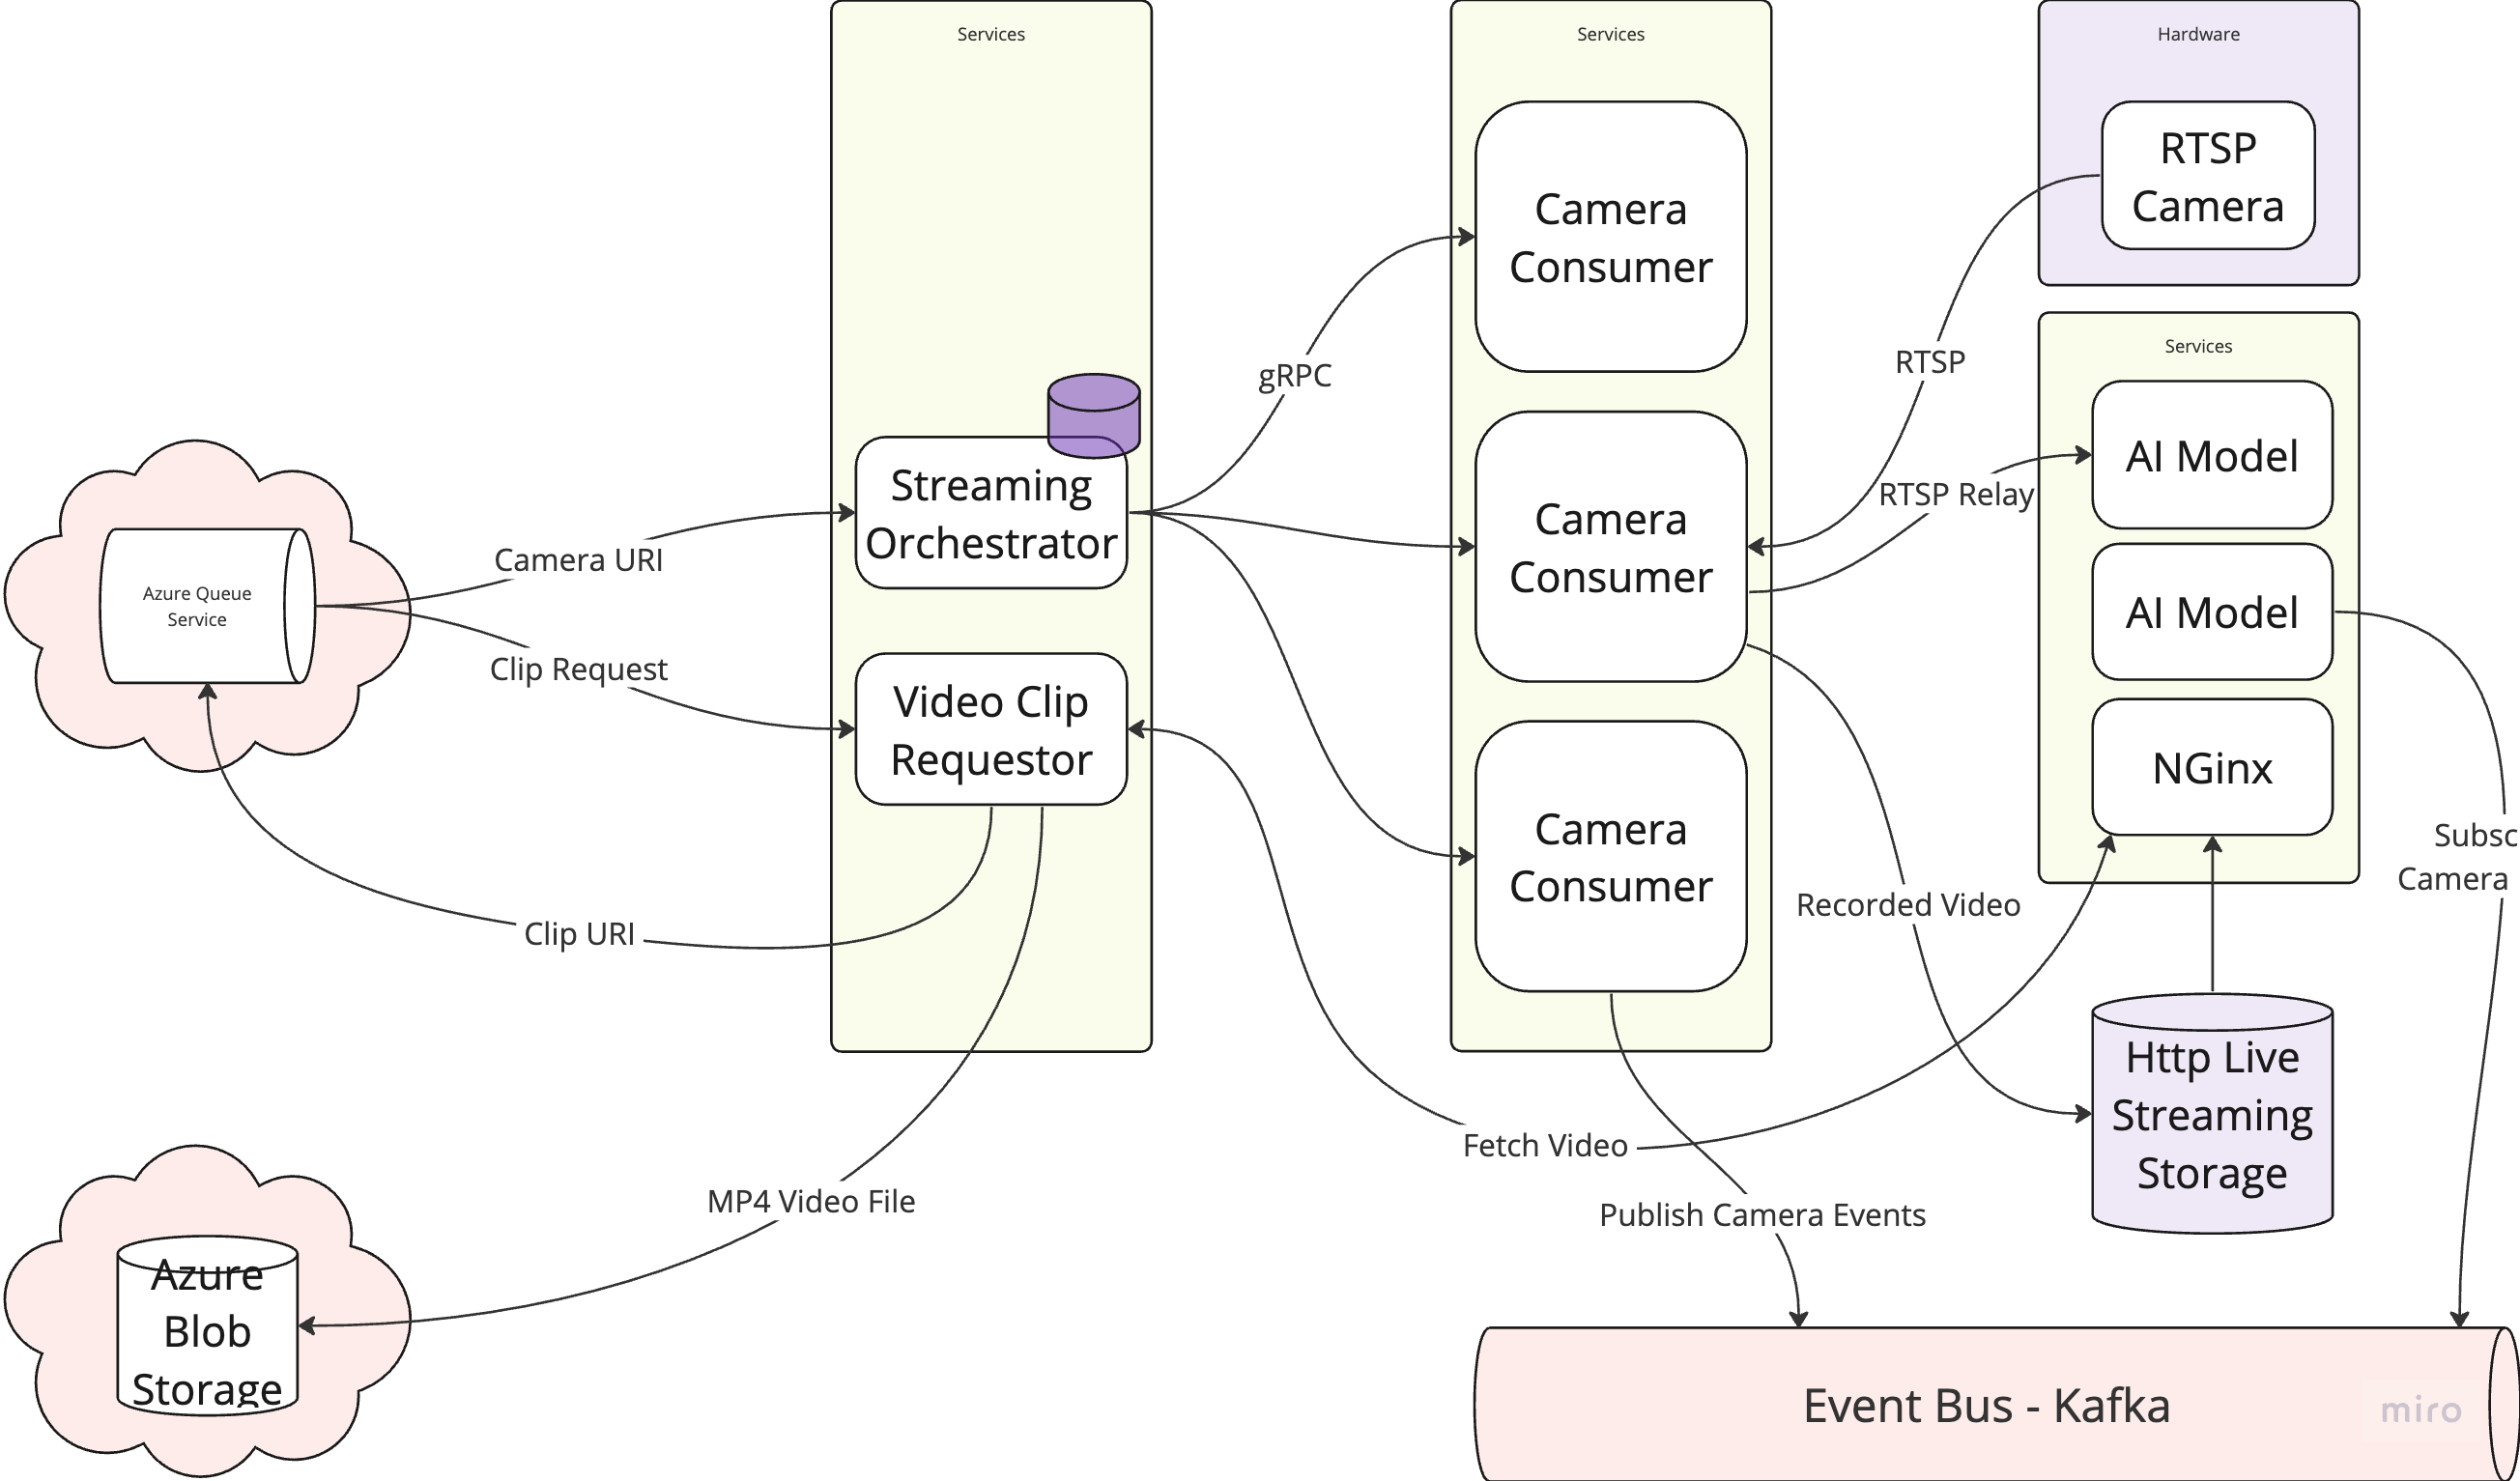 Services
Services
Hardware
RTSP
Camera
Camera
Consumer
gRPC
RTSP
Services
AI Model
Streaming
Orchestrator
RTSP Relay
Camera
Consumer
Camera URI
Azure Queue
Service
AI Model
Clip Request
Video Clip
Requestor
NGinx
Camera
Consumer
Subsc
Camera
Recorded Video
Clip URI
Http Live
Streaming
Storage
Fetch Video
MP4 Video File
Publish Camera Events
Azure
Blob
Storage
Event Bus - Kafka
miro